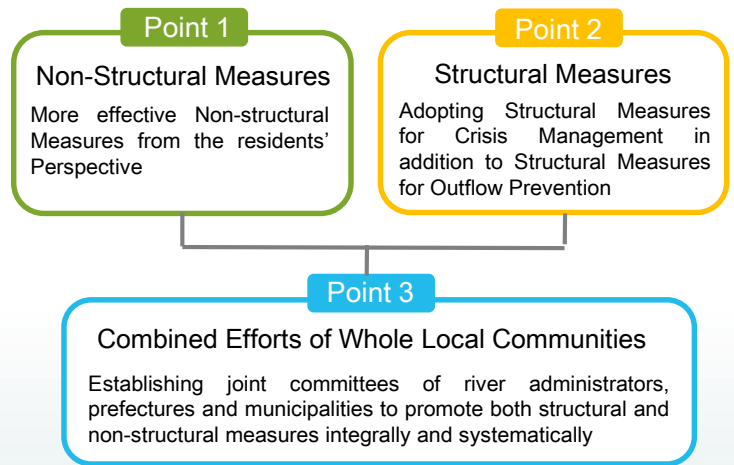 Point 1
Non-Structural Measures
More effective Non-structural
Measures from the residents'
Perspective
Point 2
Structural Measures
Adopting Structural Measures
for Crisis Management in
addition to Structural Measures
for Outflow Prevention
Point 3
Combined Efforts of Whole Local Communities
Establishing joint committees of river administrators,
prefectures and municipalities to promote both structural and
non-structural measures integrally and systematically